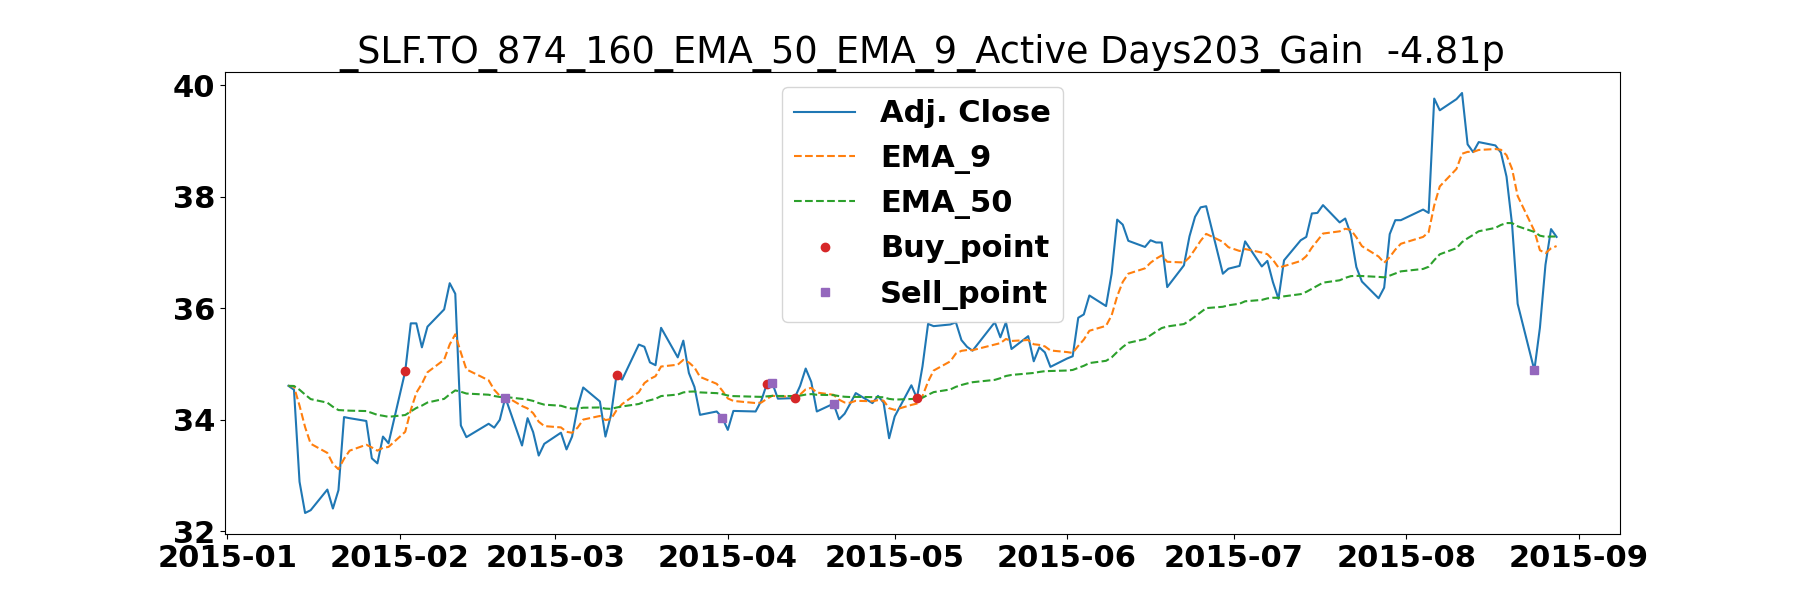 _SLF.TO_874_160_EMA_50_EMA_9_Active Days203_Gain  -4.81p
40
38
36
34
32
Adj. Close
EMA_9
EMA_50
Buy_point
Sell_point
2015-01 2015-02 2015-03 2015-04 2015-05 2015-06 2015-07 2015-08 2015-09